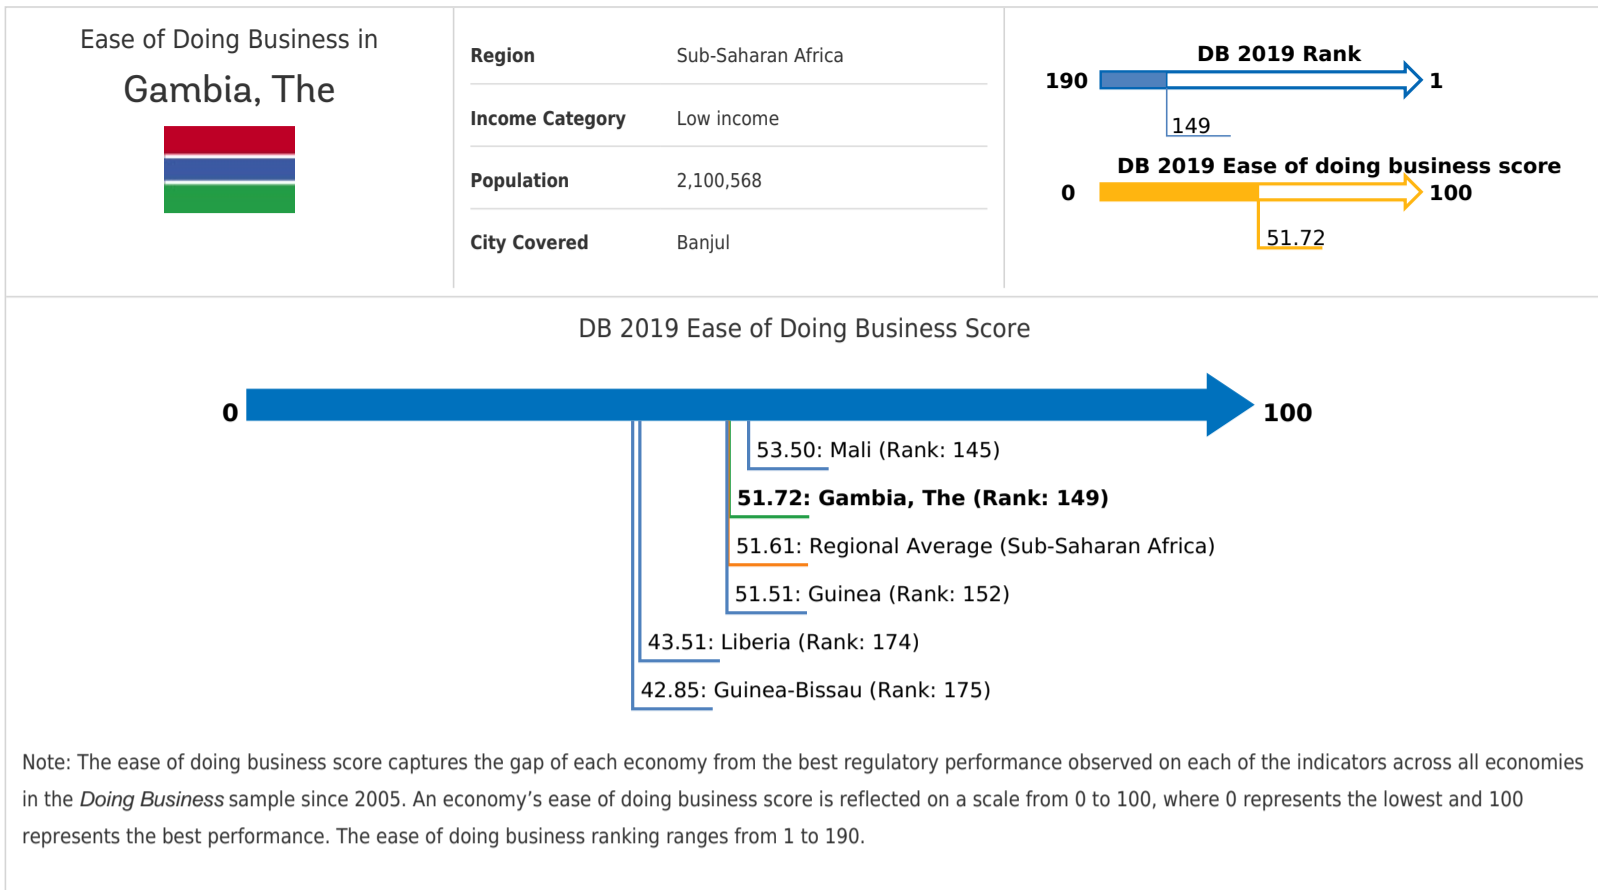 Ease of Doing Business in
Gambia, The
Region Sub-Saharan Africa
Income Category Low income
Population 2,100,568
City Covered Banjul
DB 2019 Rank
190 1
149
DB 2019 Ease of doing business score
0 100
51.72
DB 2019 Ease of Doing Business Score
0 100
53.50: Mali (Rank: 145)
51.72: Gambia, The (Rank: 149)
51.61: Regional Average (Sub-Saharan Africa)
51.51: Guinea (Rank: 152)
43.51: Liberia (Rank: 174)
42.85: Guinea-Bissau (Rank: 175)
Note: The ease of doing business score captures the gap of each economy from the best regulatory performance observed on each of the indicators across all economies
in the Doing Business sample since 2005. An economy’s ease of doing business score is reflected on a scale from 0 to 100, where 0 represents the lowest and 100
represents the best performance. The ease of doing business ranking ranges from 1 to 190.